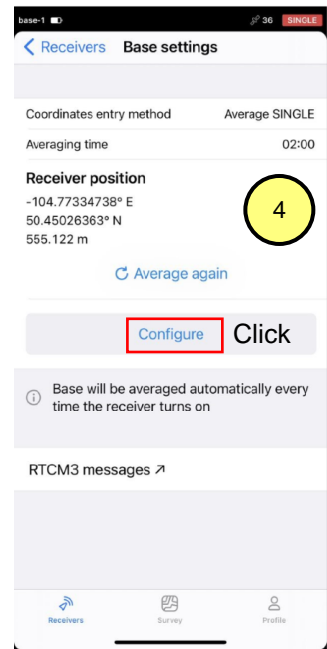 base-1 36 SINGLE
Receivers Base settings
Coordinates entry method Average SINGLE
Averaging time 02:00
Receiver position
-104.77334738° E
50.45026363° N
555.122 m
4
Average again
Configure Click
Base will be averaged automatically every
time the receiver turns on
RTCM3 messages ↗
Receivers Survey Profile